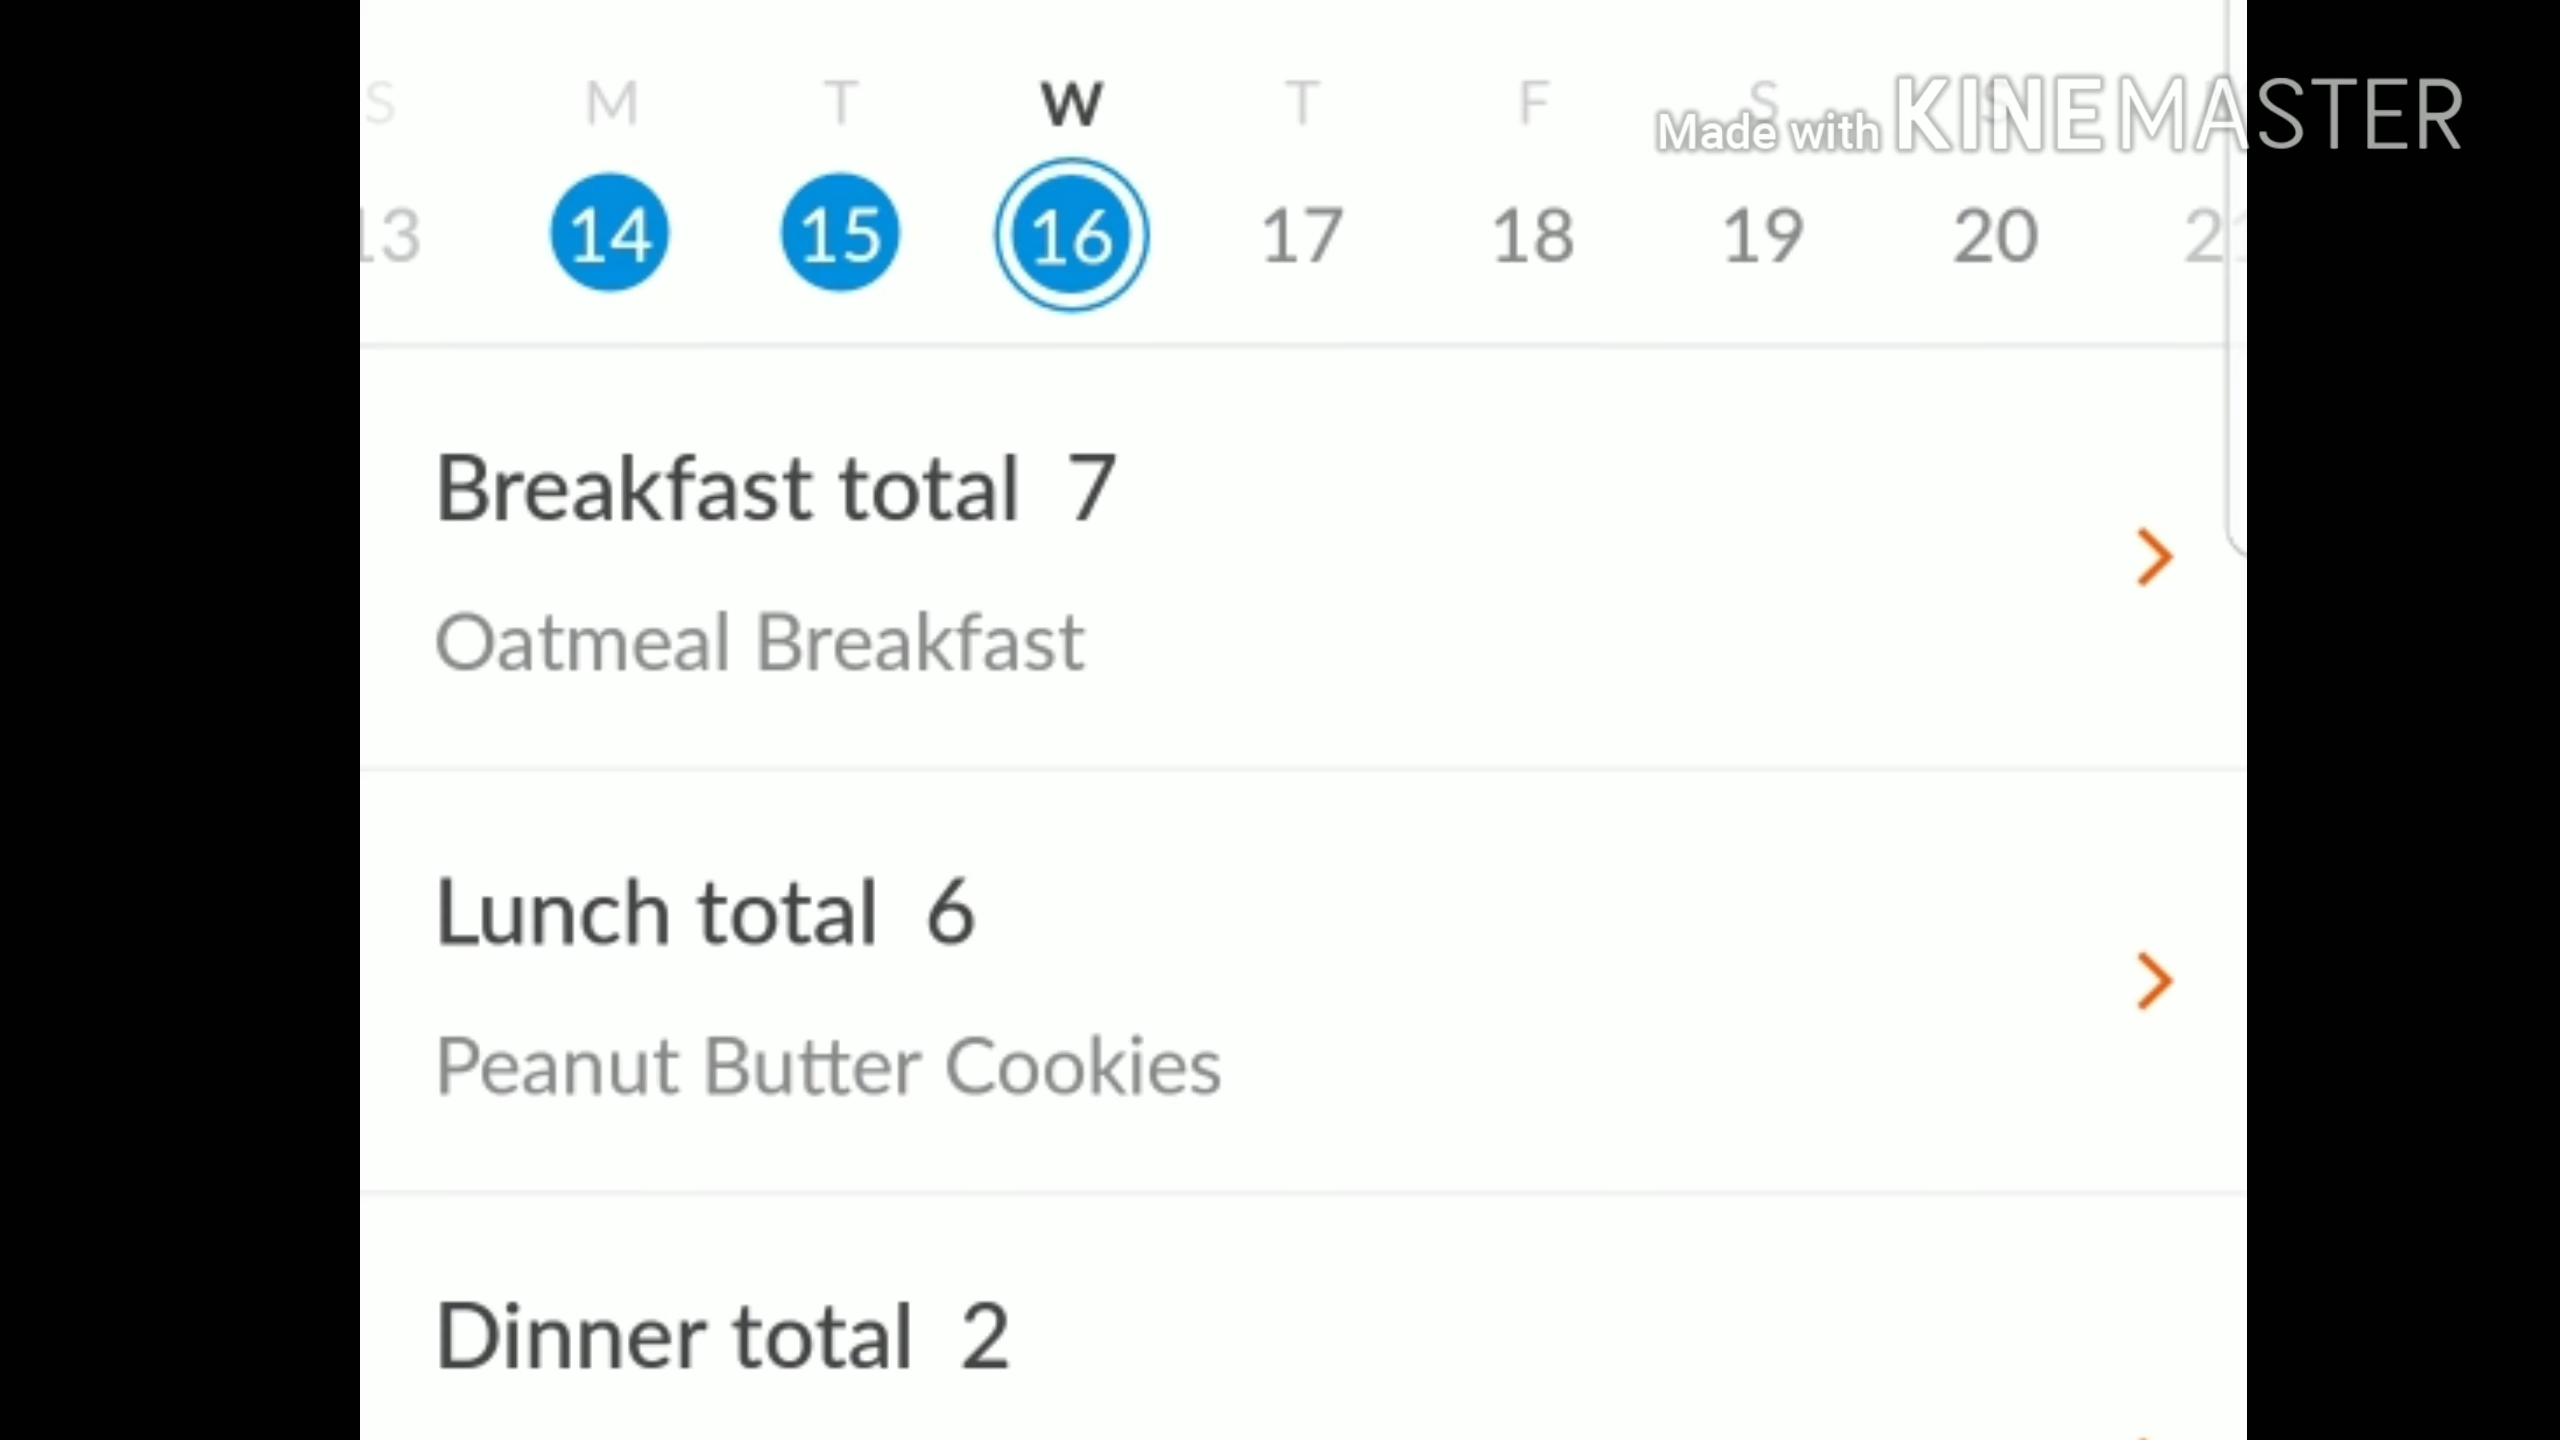 S M T W T F S S
13 14 15 16 17 18 19 20
Made with KINEMASTER
Breakfast total 7
Oatmeal Breakfast
Lunch total 6
Peanut Butter Cookies
Dinner total 2